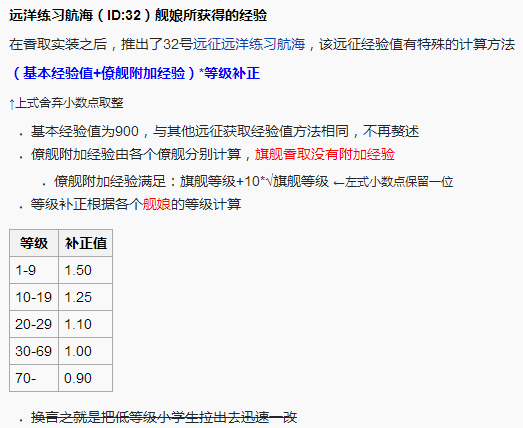 远洋练习航海（ID:32）舰娘所获得的经验
在香取实装之后，推出了32号远征远洋练习航海，该远征经验值有特殊的计算方法
（基本经验值+僚舰附加经验）*等级补正
↑上式舍弃小数点取整
基本经验值为900，与其他远征获取经验值方法相同，不再赘述
僚舰附加经验由各个僚舰分别计算，旗舰香取没有附加经验
僚舰附加经验满足：旗舰等级+10*√旗舰等级 ←左式小数点保留一位
等级补正根据各个舰娘的等级计算
等级 补正值
1-9 1.50
10-19 1.25
20-29 1.10
30-69 1.00
70- 0.90
换言之就是把低等级小学生拉出去迅速一改